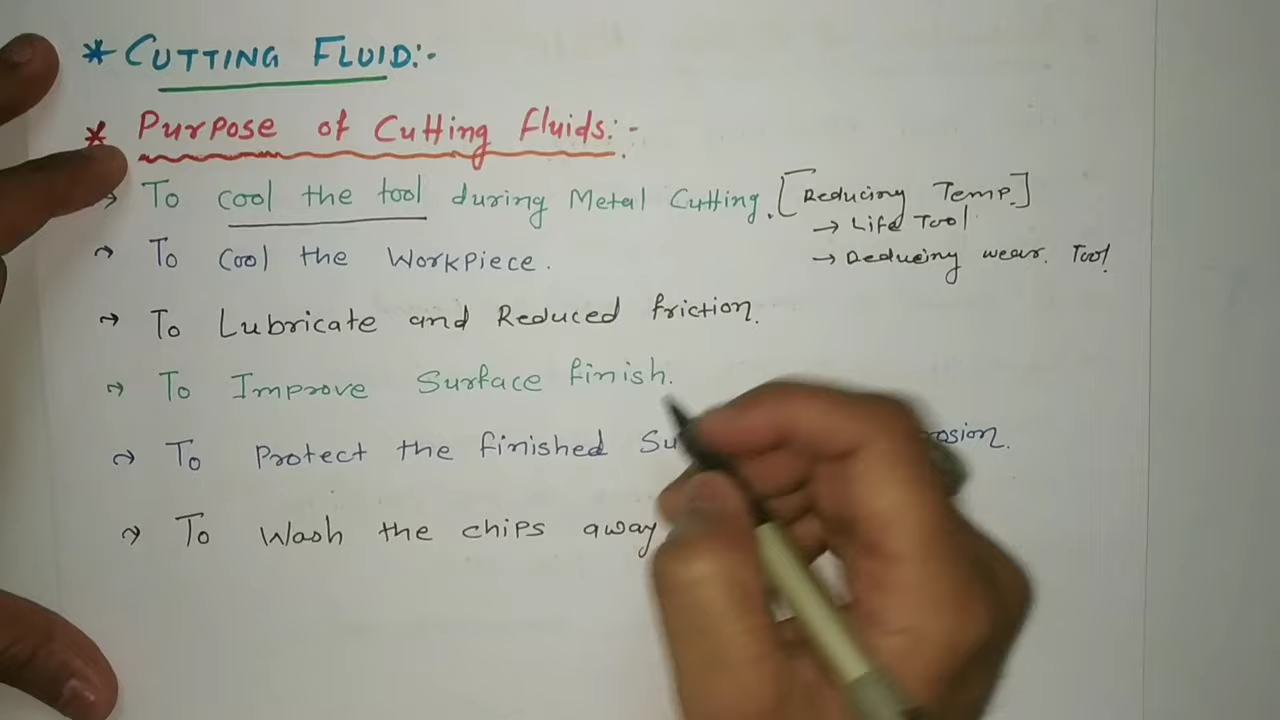 * CUTTING FLUID:-
* Purpose of Cutting Fluids:-
→ To cool the tool during Metal Cutting. [Reducing Temp.]
→ Life Tool.
→ To cool the Workpiece.
→ Reducing wear. Tool.
→ To Lubricate and Reduced friction.
→ To Improve Surface finish.
→ To Protect the finished Su rosion.
→ To Wash the chips away